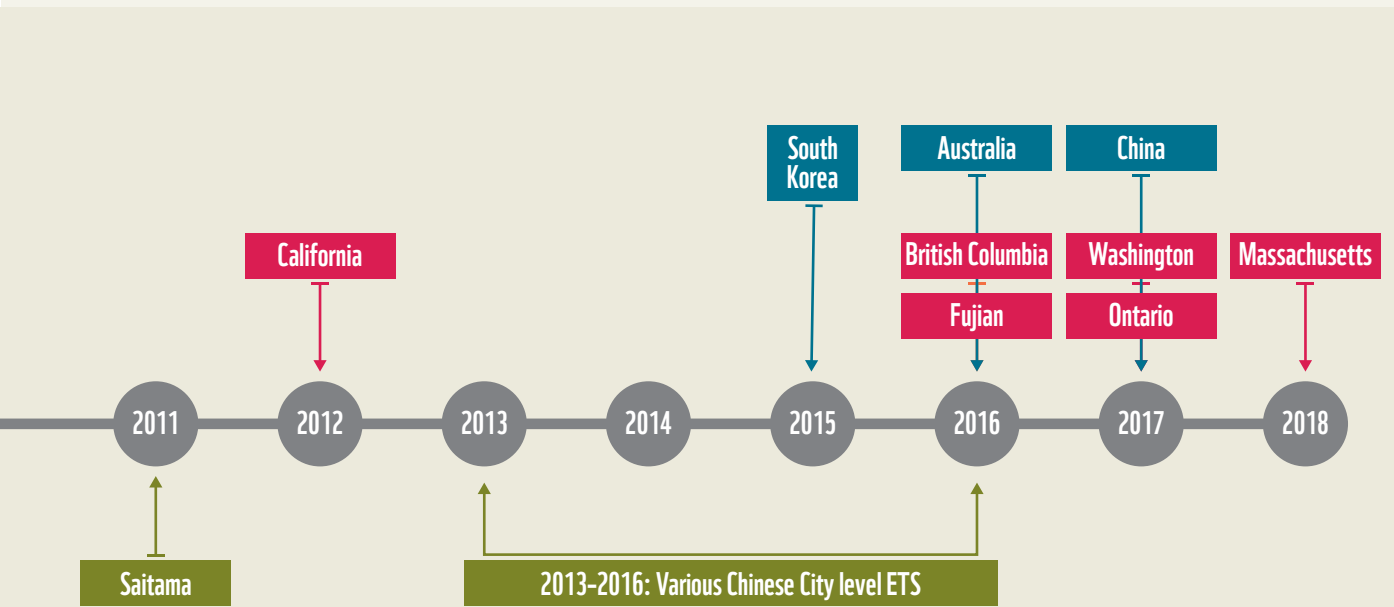 South
Korea
Australia
China
California
British Columbia
Washington
Massachusetts
Fujian
Ontario
2011
2012
2013
2014
2015
2016
2017
2018
Saitama
2013-2016: Various Chinese City level ETS